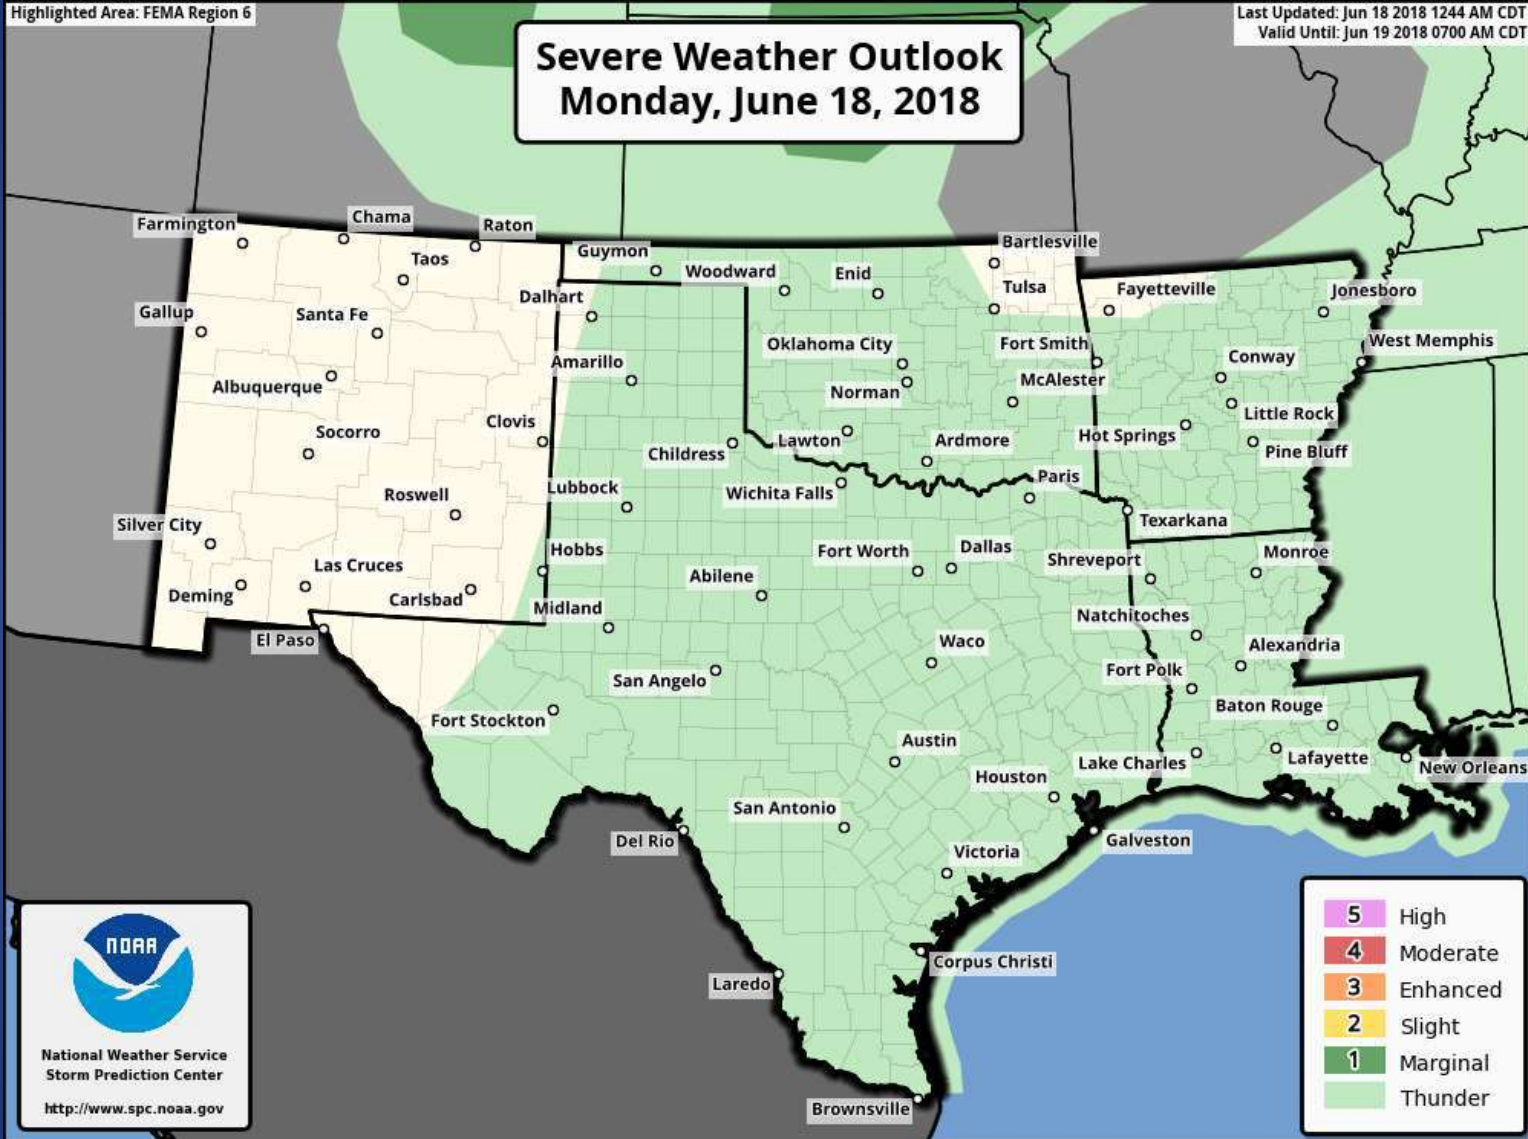 Highlighted Area: FEMA Region 6
Last Updated: Jun 18 2018 1244 AM CDT
Valid Until: Jun 19 2018 0700 AM CDT
Severe Weather Outlook
Monday, June 18, 2018
Farmington
Chama
Raton
Guymon
Bartlesville
Taos
Woodward
Enid
Tulsa
Fayetteville
Jonesboro
Dalhart
Gallup
Santa Fe
Oklahoma City
Fort Smith
West Memphis
Amarillo
Conway
Albuquerque
Norman
McAlester
Clovis
Little Rock
Socorro
Childress
Lawton
Ardmore
Hot Springs
Pine Bluff
Roswell
Lubbock
Wichita Falls
Paris
Silver City
Texarkana
Las Cruces
Hobbs
Fort Worth
Dallas
Shreveport
Monroe
Deming
Carlsbad
Abilene
Midland
Natchitoches
El Paso
Waco
Alexandria
San Angelo
Fort Polk
Fort Stockton
Baton Rouge
Austin
Lake Charles
Lafayette
New Orleans
Houston
San Antonio
Del Rio
Galveston
Victoria
Corpus Christi
Laredo
Brownsville
NOAA
National Weather Service
Storm Prediction Center
http://www.spc.noaa.gov
5 High
4 Moderate
3 Enhanced
2 Slight
1 Marginal
Thunder